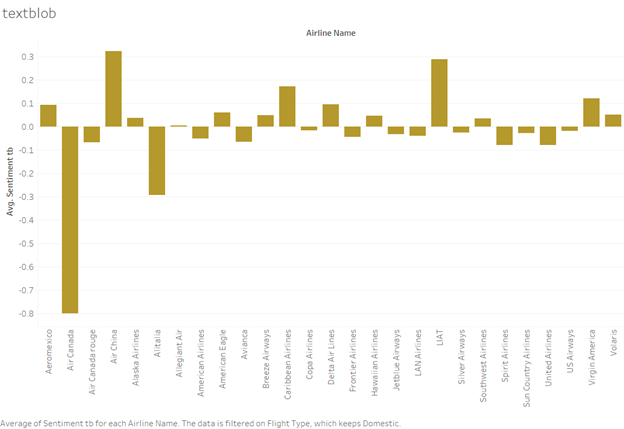 textblob
Airline Name
Avg. Sentiment tb
0.3
0.2
0.1
0.0
-0.1
-0.2
-0.3
-0.4
-0.5
-0.6
-0.7
-0.8
Aeromexico
Air Canada
Air Canada rouge
Air China
Alaska Airlines
Alitalia
Allegiant Air
American Airlines
American Eagle
Avianca
Breeze Airways
Caribbean Airlines
Copa Airlines
Delta Air Lines
Frontier Airlines
Hawaiian Airlines
Jetblue Airways
LAN Airlines
LIAT
Silver Airways
Southwest Airlines
Spirit Airlines
Sun Country Airlines
United Airlines
US Airways
Virgin America
Volaris
Average of Sentiment tb for each Airline Name. The data is filtered on Flight Type, which keeps Domestic.